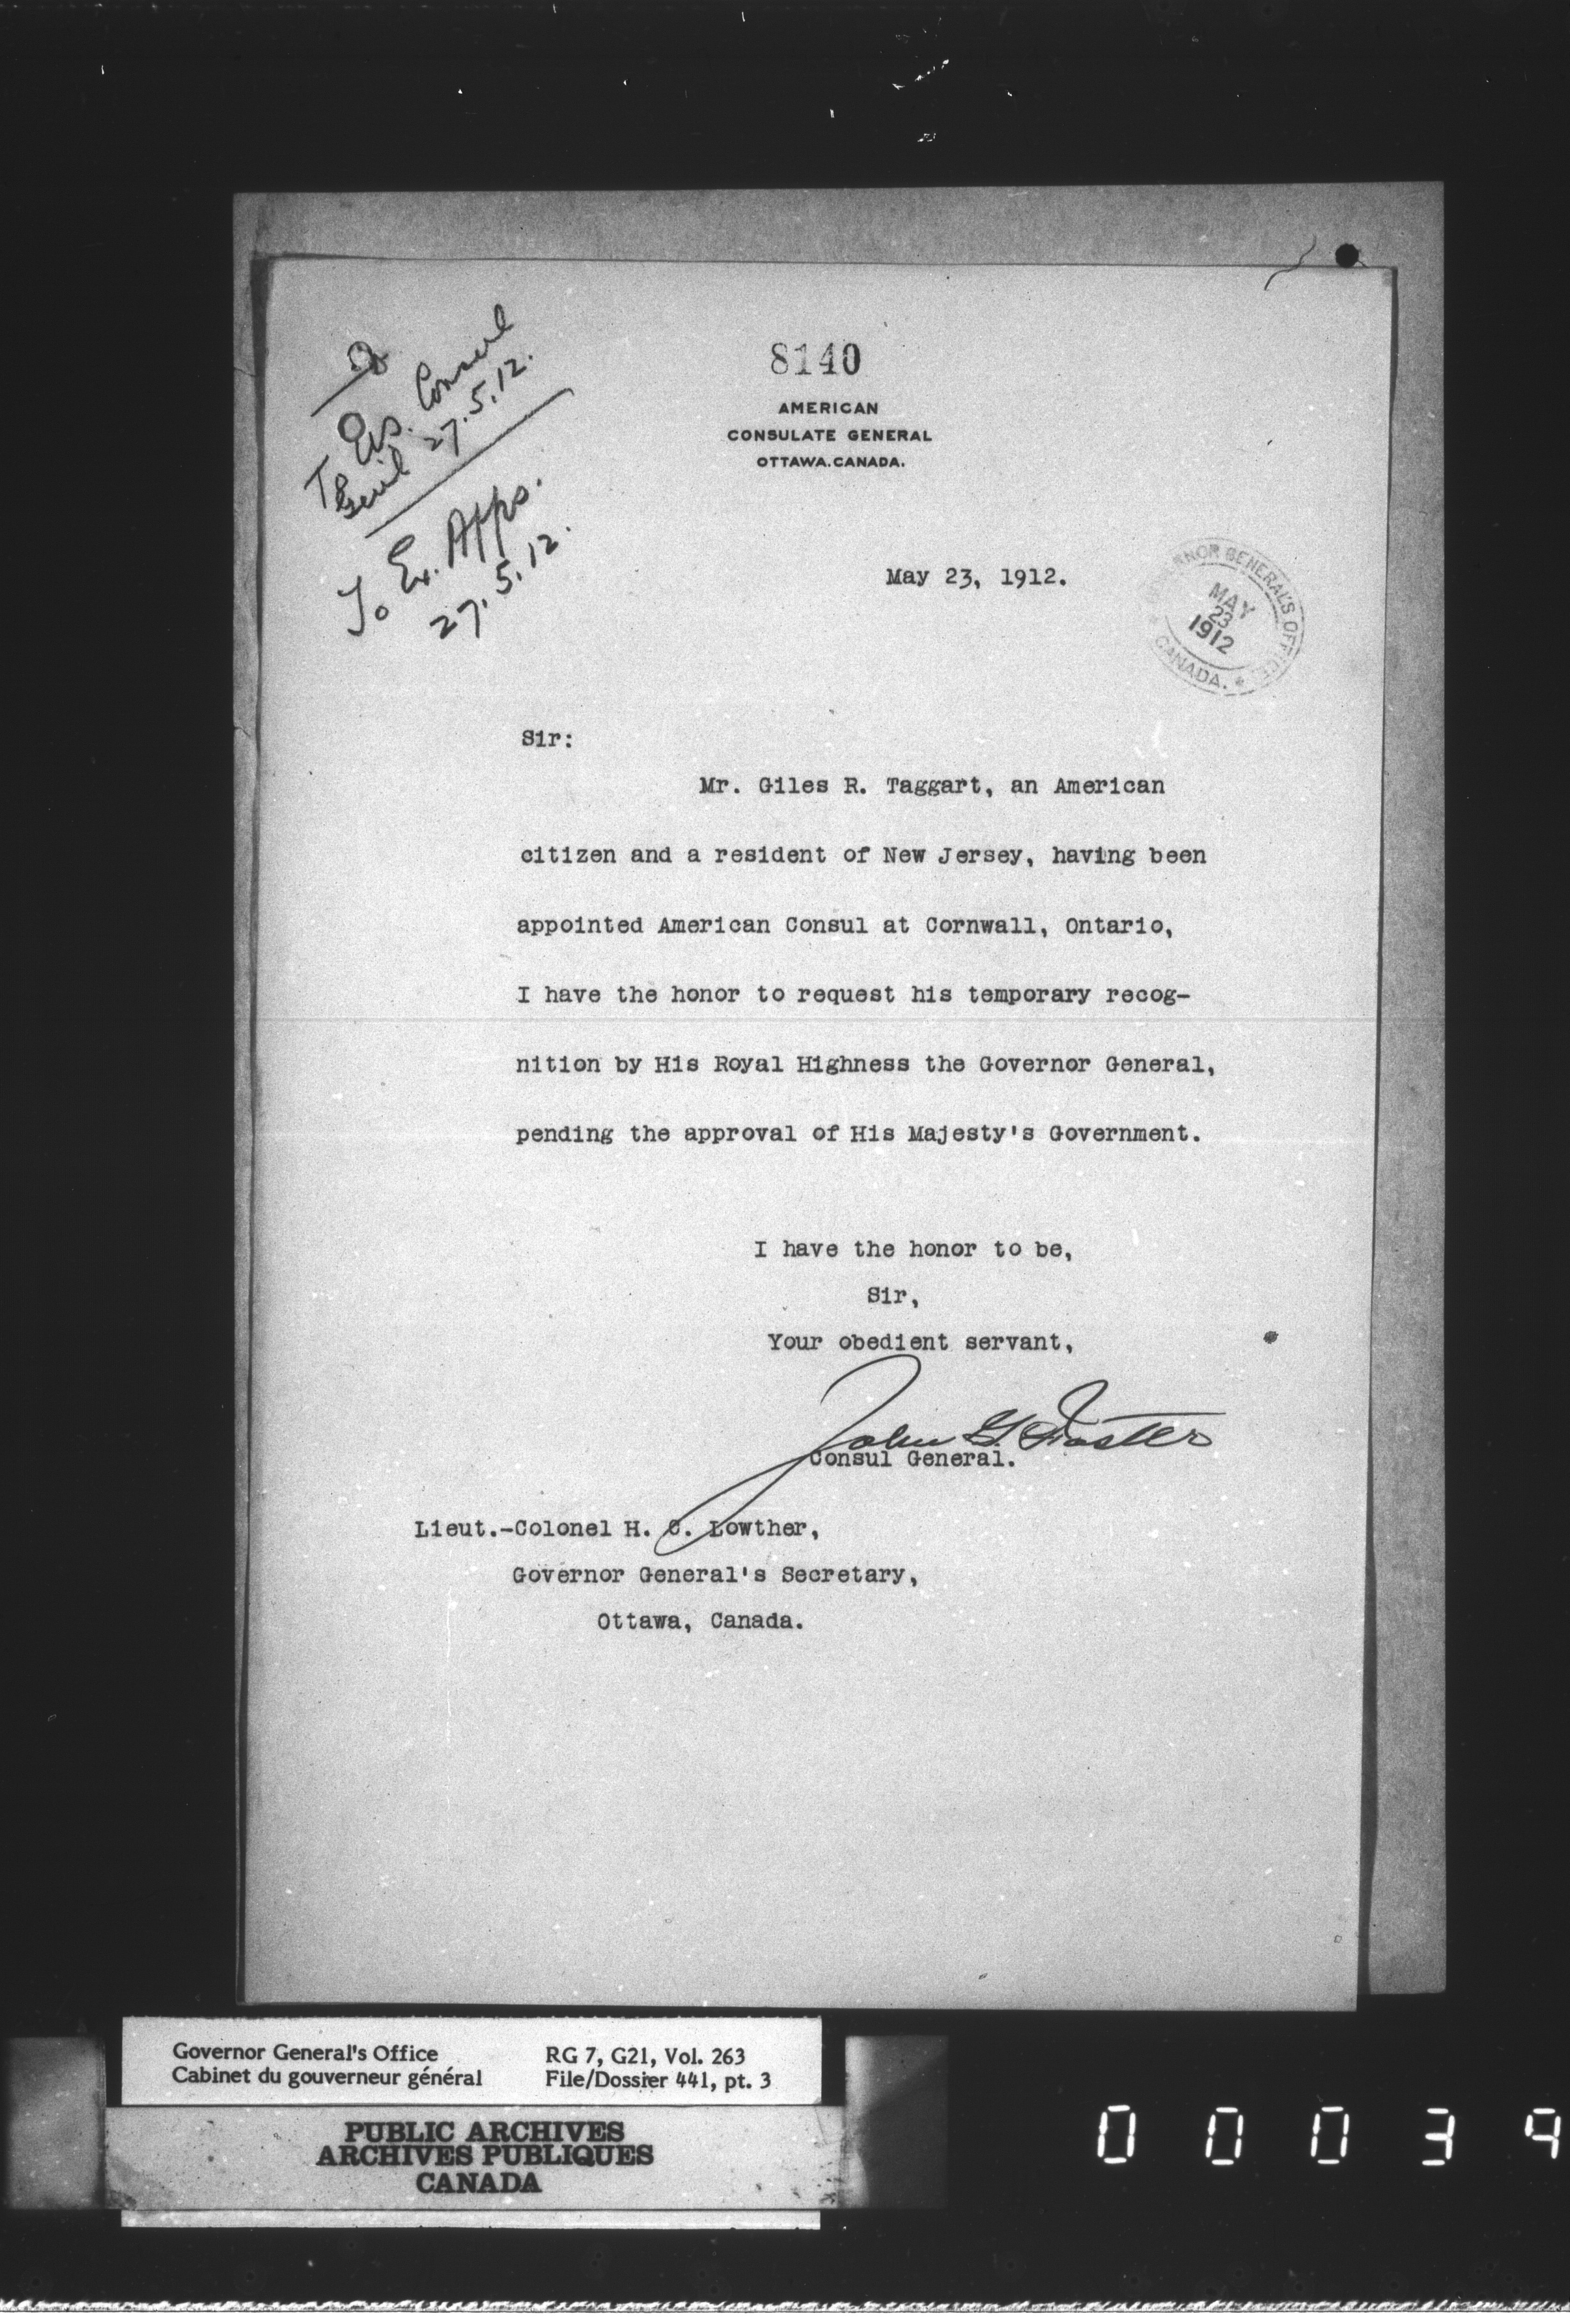 8140
AMERICAN
CONSULATE GENERAL
OTTAWA.CANADA.
To
Consul
27.5.12.
To Ex. Apps.
27.5.12.
May 23, 1912.
GOVERNOR GENERAL'S OFFICE
MAY
23
1912
CANADA.
Sir:
Mr. Giles R. Taggart, an American
citizen and a resident of New Jersey, having been
appointed American Consul at Cornwall, Ontario,
I have the honor to request his temporary recog-
nition by His Royal Highness the Governor General,
pending the approval of His Majesty's Government.
I have the honor to be,
Sir,
Your obedient servant,
John G. Foster
Consul General.
Lieut.-Colonel H. C. Lowther,
Governor General's Secretary,
Ottawa, Canada.
Governor General's Office RG 7, G21, Vol. 263
Cabinet du gouverneur général File/Dossier 441, pt. 3
PUBLIC ARCHIVES
ARCHIVES PUBLIQUES
CANADA
0 0 0 3 9